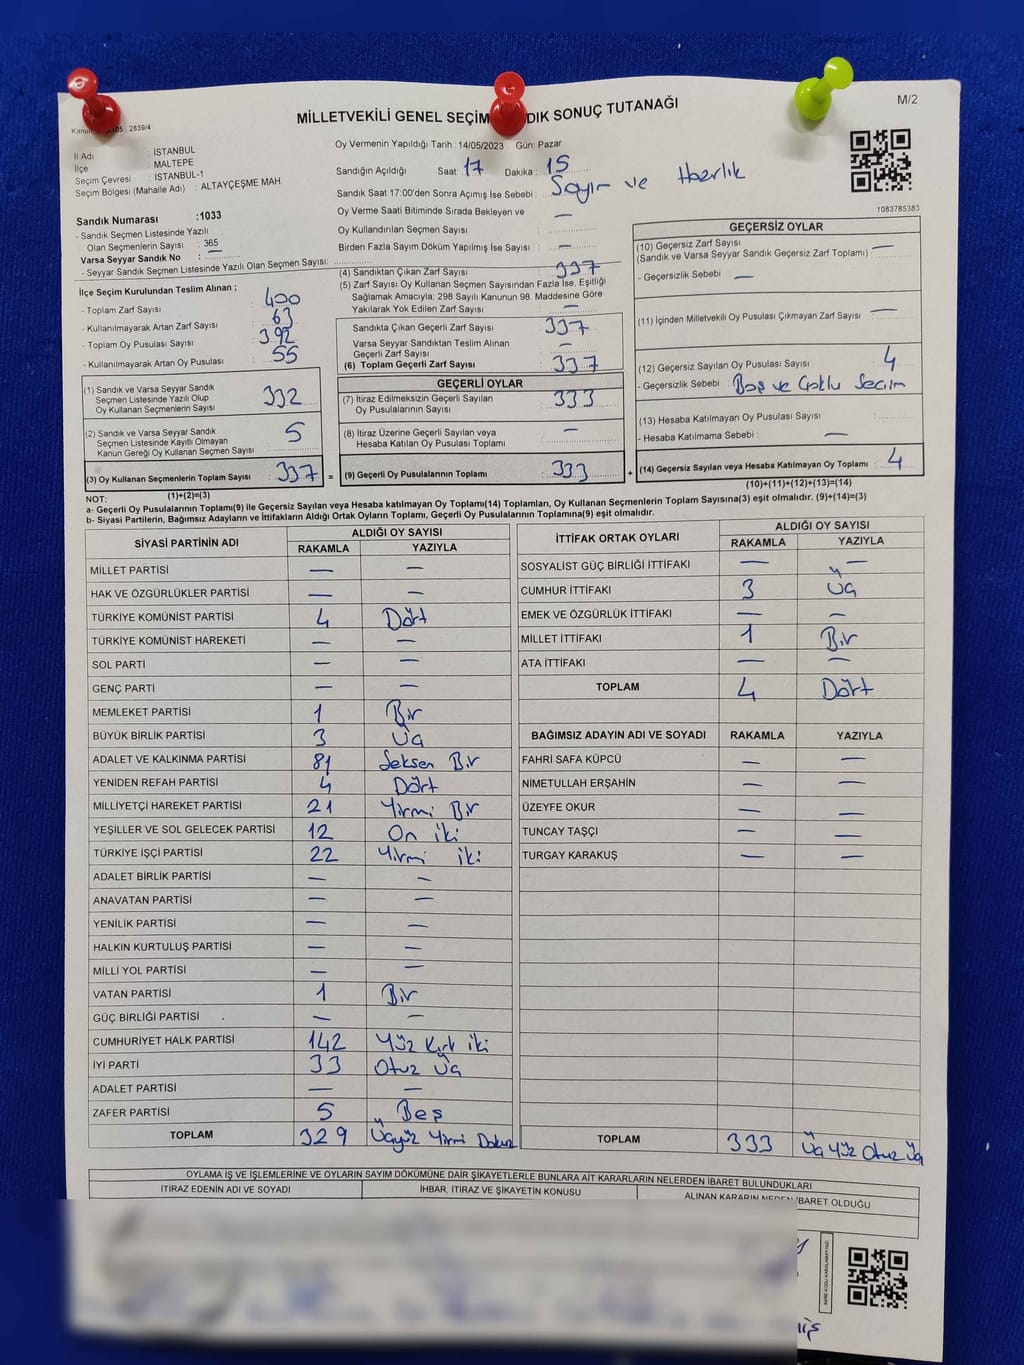 MİLLETVEKİLİ GENEL SEÇİM DIK SONUÇ TUTANAĞI
M/2
2839/4
İl Adı : İSTANBUL
İlçe : MALTEPE
Seçim Çevresi : İSTANBUL-1
Seçim Bölgesi (Mahalle Adı) : ALTAYÇEŞME MAH.
Sandık Numarası :1033
- Sandık Seçmen Listesinde Yazılı
Olan Seçmenlerin Sayısı : 365
Varsa Seyyar Sandık No : —
- Seyyar Sandık Seçmen Listesinde Yazılı Olan Seçmen Sayısı:
Oy Vermenin Yapıldığı Tarih : 14/05/2023 Gün: Pazar
Sandığın Açıldığı Saat: 17 Dakika : 15
Sandık Saat 17:00'den Sonra Açımış İse Sebebi : Sayım ve Hazırlık
Oy Verme Saati Bitiminde Sırada Bekleyen ve —
Oy Kullandırılan Seçmen Sayısı :
Birden Fazla Sayım Döküm Yapılmış İse Sayısı : —
1083785383
İlçe Seçim Kurulundan Teslim Alınan ;
- Toplam Zarf Sayısı : 400
- Kullanılmayarak Artan Zarf Sayısı : 63
- Toplam Oy Pusulası Sayısı : 392
- Kullanılmayarak Artan Oy Pusulası : 55
(1) Sandık ve Varsa Seyyar Sandık
Seçmen Listesinde Yazılı Olup
Oy Kullanan Seçmenlerin Sayısı : 332
(2) Sandık ve Varsa Seyyar Sandık
Seçmen Listesinde Kayıtlı Olmayan
Kanun Gereği Oy Kullanan Seçmen Sayısı : 5
(3) Oy Kullanan Seçmenlerin Toplam Sayısı : 337
(1)+(2)=(3)
(4) Sandıktan Çıkan Zarf Sayısı : 337
(5) Zarf Sayısı Oy Kullanan Seçmen Sayısından Fazla İse, Eşitliği
Sağlamak Amacıyla; 298 Sayılı Kanunun 98. Maddesine Göre
Yakılarak Yok Edilen Zarf Sayısı : —
Sandıkta Çıkan Geçerli Zarf Sayısı : 337
Varsa Seyyar Sandıktan Teslim Alınan
Geçerli Zarf Sayısı : —
(6) Toplam Geçerli Zarf Sayısı : 337
GEÇERLİ OYLAR
(7) İtiraz Edilmeksizin Geçerli Sayılan
Oy Pusulalarının Sayısı : 333
(8) İtiraz Üzerine Geçerli Sayılan veya
Hesaba Katılan Oy Pusulası Toplamı : —
= (9) Geçerli Oy Pusulalarının Toplamı : 333 +
GEÇERSİZ OYLAR
(10) Geçersiz Zarf Sayısı
(Sandık ve Varsa Seyyar Sandık Geçersiz Zarf Toplamı) : —
- Geçersizlik Sebebi : —
(11) İçinden Milletvekili Oy Pusulası Çıkmayan Zarf Sayısı : —
(12) Geçersiz Sayılan Oy Pusulası Sayısı : 4
- Geçersizlik Sebebi : Boş ve Çoklu Seçim
(13) Hesaba Katılmayan Oy Pusulası Sayısı :
- Hesaba Katılmama Sebebi : —
(14) Geçersiz Sayılan veya Hesaba Katılmayan Oy Toplamı : 4
(10)+(11)+(12)+(13)=(14)
NOT:
a- Geçerli Oy Pusulalarının Toplamı(9) ile Geçersiz Sayılan veya Hesaba katılmayan Oy Toplamı(14) Toplamları, Oy Kullanan Seçmenlerin Toplam Sayısına(3) eşit olmalıdır. (9)+(14)=(3)
b- Siyasi Partilerin, Bağımsız Adayların ve İttifakların Aldığı Ortak Oyların Toplamı, Geçerli Oy Pusulalarının Toplamına(9) eşit olmalıdır.
SİYASİ PARTİNİN ADI ALDIĞI OY SAYISI
RAKAMLA YAZIYLA
MİLLET PARTİSİ — —
HAK VE ÖZGÜRLÜKLER PARTİSİ — —
TÜRKİYE KOMÜNİST PARTİSİ 4 Dört
TÜRKİYE KOMÜNİST HAREKETİ — —
SOL PARTİ — —
GENÇ PARTİ — —
MEMLEKET PARTİSİ 1 Bir
BÜYÜK BİRLİK PARTİSİ 3 Üç
ADALET VE KALKINMA PARTİSİ 81 Seksen Bir
YENİDEN REFAH PARTİSİ 4 Dört
MİLLİYETÇİ HAREKET PARTİSİ 21 Yirmi Bir
YEŞİLLER VE SOL GELECEK PARTİSİ 12 On iki
TÜRKİYE İŞÇİ PARTİSİ 22 Yirmi iki
ADALET BİRLİK PARTİSİ — —
ANAVATAN PARTİSİ — —
YENİLİK PARTİSİ — —
HALKIN KURTULUŞ PARTİSİ — —
MİLLİ YOL PARTİSİ — —
VATAN PARTİSİ 1 Bir
GÜÇ BİRLİĞİ PARTİSİ — —
CUMHURİYET HALK PARTİSİ 142 Yüz Kırk iki
İYİ PARTİ 33 Otuz Üç
ADALET PARTİSİ — —
ZAFER PARTİSİ 5 Beş
TOPLAM 329 Üçyüz Yirmi Dokuz
İTTİFAK ORTAK OYLARI ALDIĞI OY SAYISI
RAKAMLA YAZIYLA
SOSYALİST GÜÇ BİRLİĞİ İTTİFAKI — —
CUMHUR İTTİFAKI 3 Üç
EMEK VE ÖZGÜRLÜK İTTİFAKI — —
MİLLET İTTİFAKI 1 Bir
ATA İTTİFAKI — —
TOPLAM 4 Dört
BAĞIMSIZ ADAYIN ADI VE SOYADI RAKAMLA YAZIYLA
FAHRİ SAFA KÜPCÜ — —
NİMETULLAH ERŞAHİN — —
ÜZEYFE OKUR — —
TUNCAY TAŞÇI — —
TURGAY KARAKUŞ — —
TOPLAM 333 Üç Yüz Otuz Üç
OYLAMA İŞ VE İŞLEMLERİNE VE OYLARIN SAYIM DÖKÜMÜNE DAİR ŞİKAYETLERLE BUNLARA AİT KARARLARIN NELERDEN İBARET BULUNDUKLARI
İTİRAZ EDENİN ADI VE SOYADI İHBAR, İTİRAZ VE ŞİKAYETİN KONUSU ALINAN KARARIN NEDEN İBARET OLDUĞU